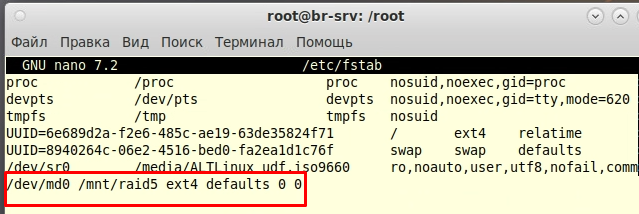 root@br-srv: /root
Файл Правка Вид Поиск Терминал Помощь
GNU nano 7.2 /etc/fstab
proc /proc proc nosuid,noexec,gid=proc
devpts /dev/pts devpts nosuid,noexec,gid=tty,mode=620
tmpfs /tmp tmpfs nosuid
UUID=6e689d2a-f2e6-485c-ae19-63de35824f71 / ext4 relatime
UUID=8940264c-06e2-4516-bed0-fa2ea1d1c76f swap swap defaults
/dev/sr0 /media/ALTLinux udf,iso9660 ro,noauto,user,utf8,nofail,comm
/dev/md0 /mnt/raid5 ext4 defaults 0 0